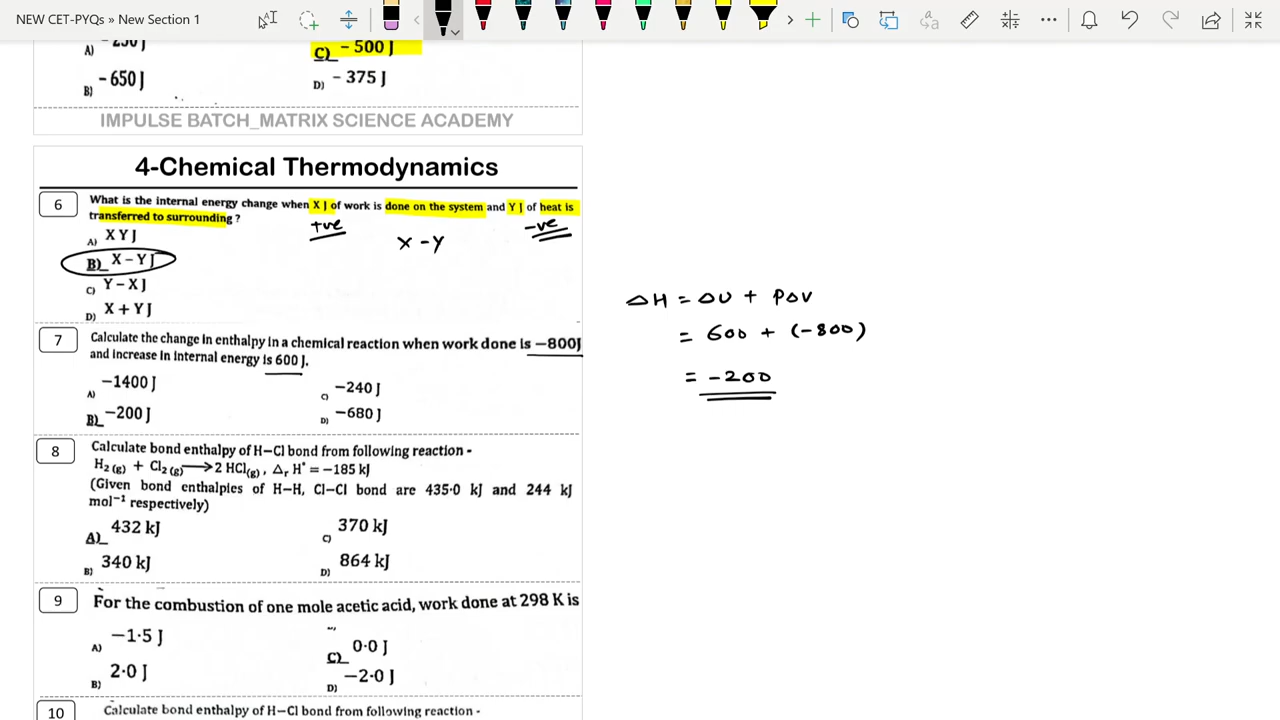 NEW CET-PYQs » New Section 1
A) −250 J
C) − 500 J
B) − 650 J
D) − 375 J
IMPULSE BATCH_MATRIX SCIENCE ACADEMY
4-Chemical Thermodynamics
6
What is the internal energy change when X J of work is done on the system and Y J of heat is
transferred to surrounding ?
+ve
-ve
X - Y
A) X Y J
B) X − Y J
C) Y − X J
D) X + Y J
ΔH = ΔU + PΔV
= 600 + (-800)
= -200
7
Calculate the change in enthalpy in a chemical reaction when work done is −800J
and increase in internal energy is 600 J.
A) −1400 J
C) −240 J
B) −200 J
D) −680 J
8
Calculate bond enthalpy of H−Cl bond from following reaction -
H2 (g) + Cl2 (g) ⟶ 2 HCl(g) , Δr H° = −185 kJ
(Given bond enthalpies of H−H, Cl−Cl bond are 435·0 kJ and 244 kJ
mol−1 respectively)
A) 432 kJ
C) 370 kJ
B) 340 kJ
D) 864 kJ
9
For the combustion of one mole acetic acid, work done at 298 K is
A) −1·5 J
C) 0·0 J
B) 2·0 J
D) −2·0 J
10
Calculate bond enthalpy of H−Cl bond from following reaction -